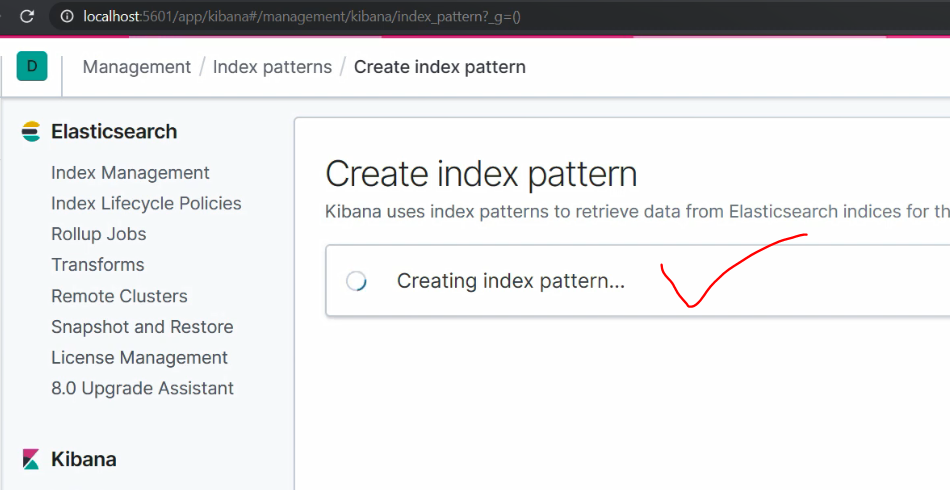 localhost:5601/app/kibana#/management/kibana/index_pattern?_g=()
D
Management / Index patterns / Create index pattern
Elasticsearch
Index Management
Index Lifecycle Policies
Rollup Jobs
Transforms
Remote Clusters
Snapshot and Restore
License Management
8.0 Upgrade Assistant
Kibana
Create index pattern
Kibana uses index patterns to retrieve data from Elasticsearch indices for th
Creating index pattern...